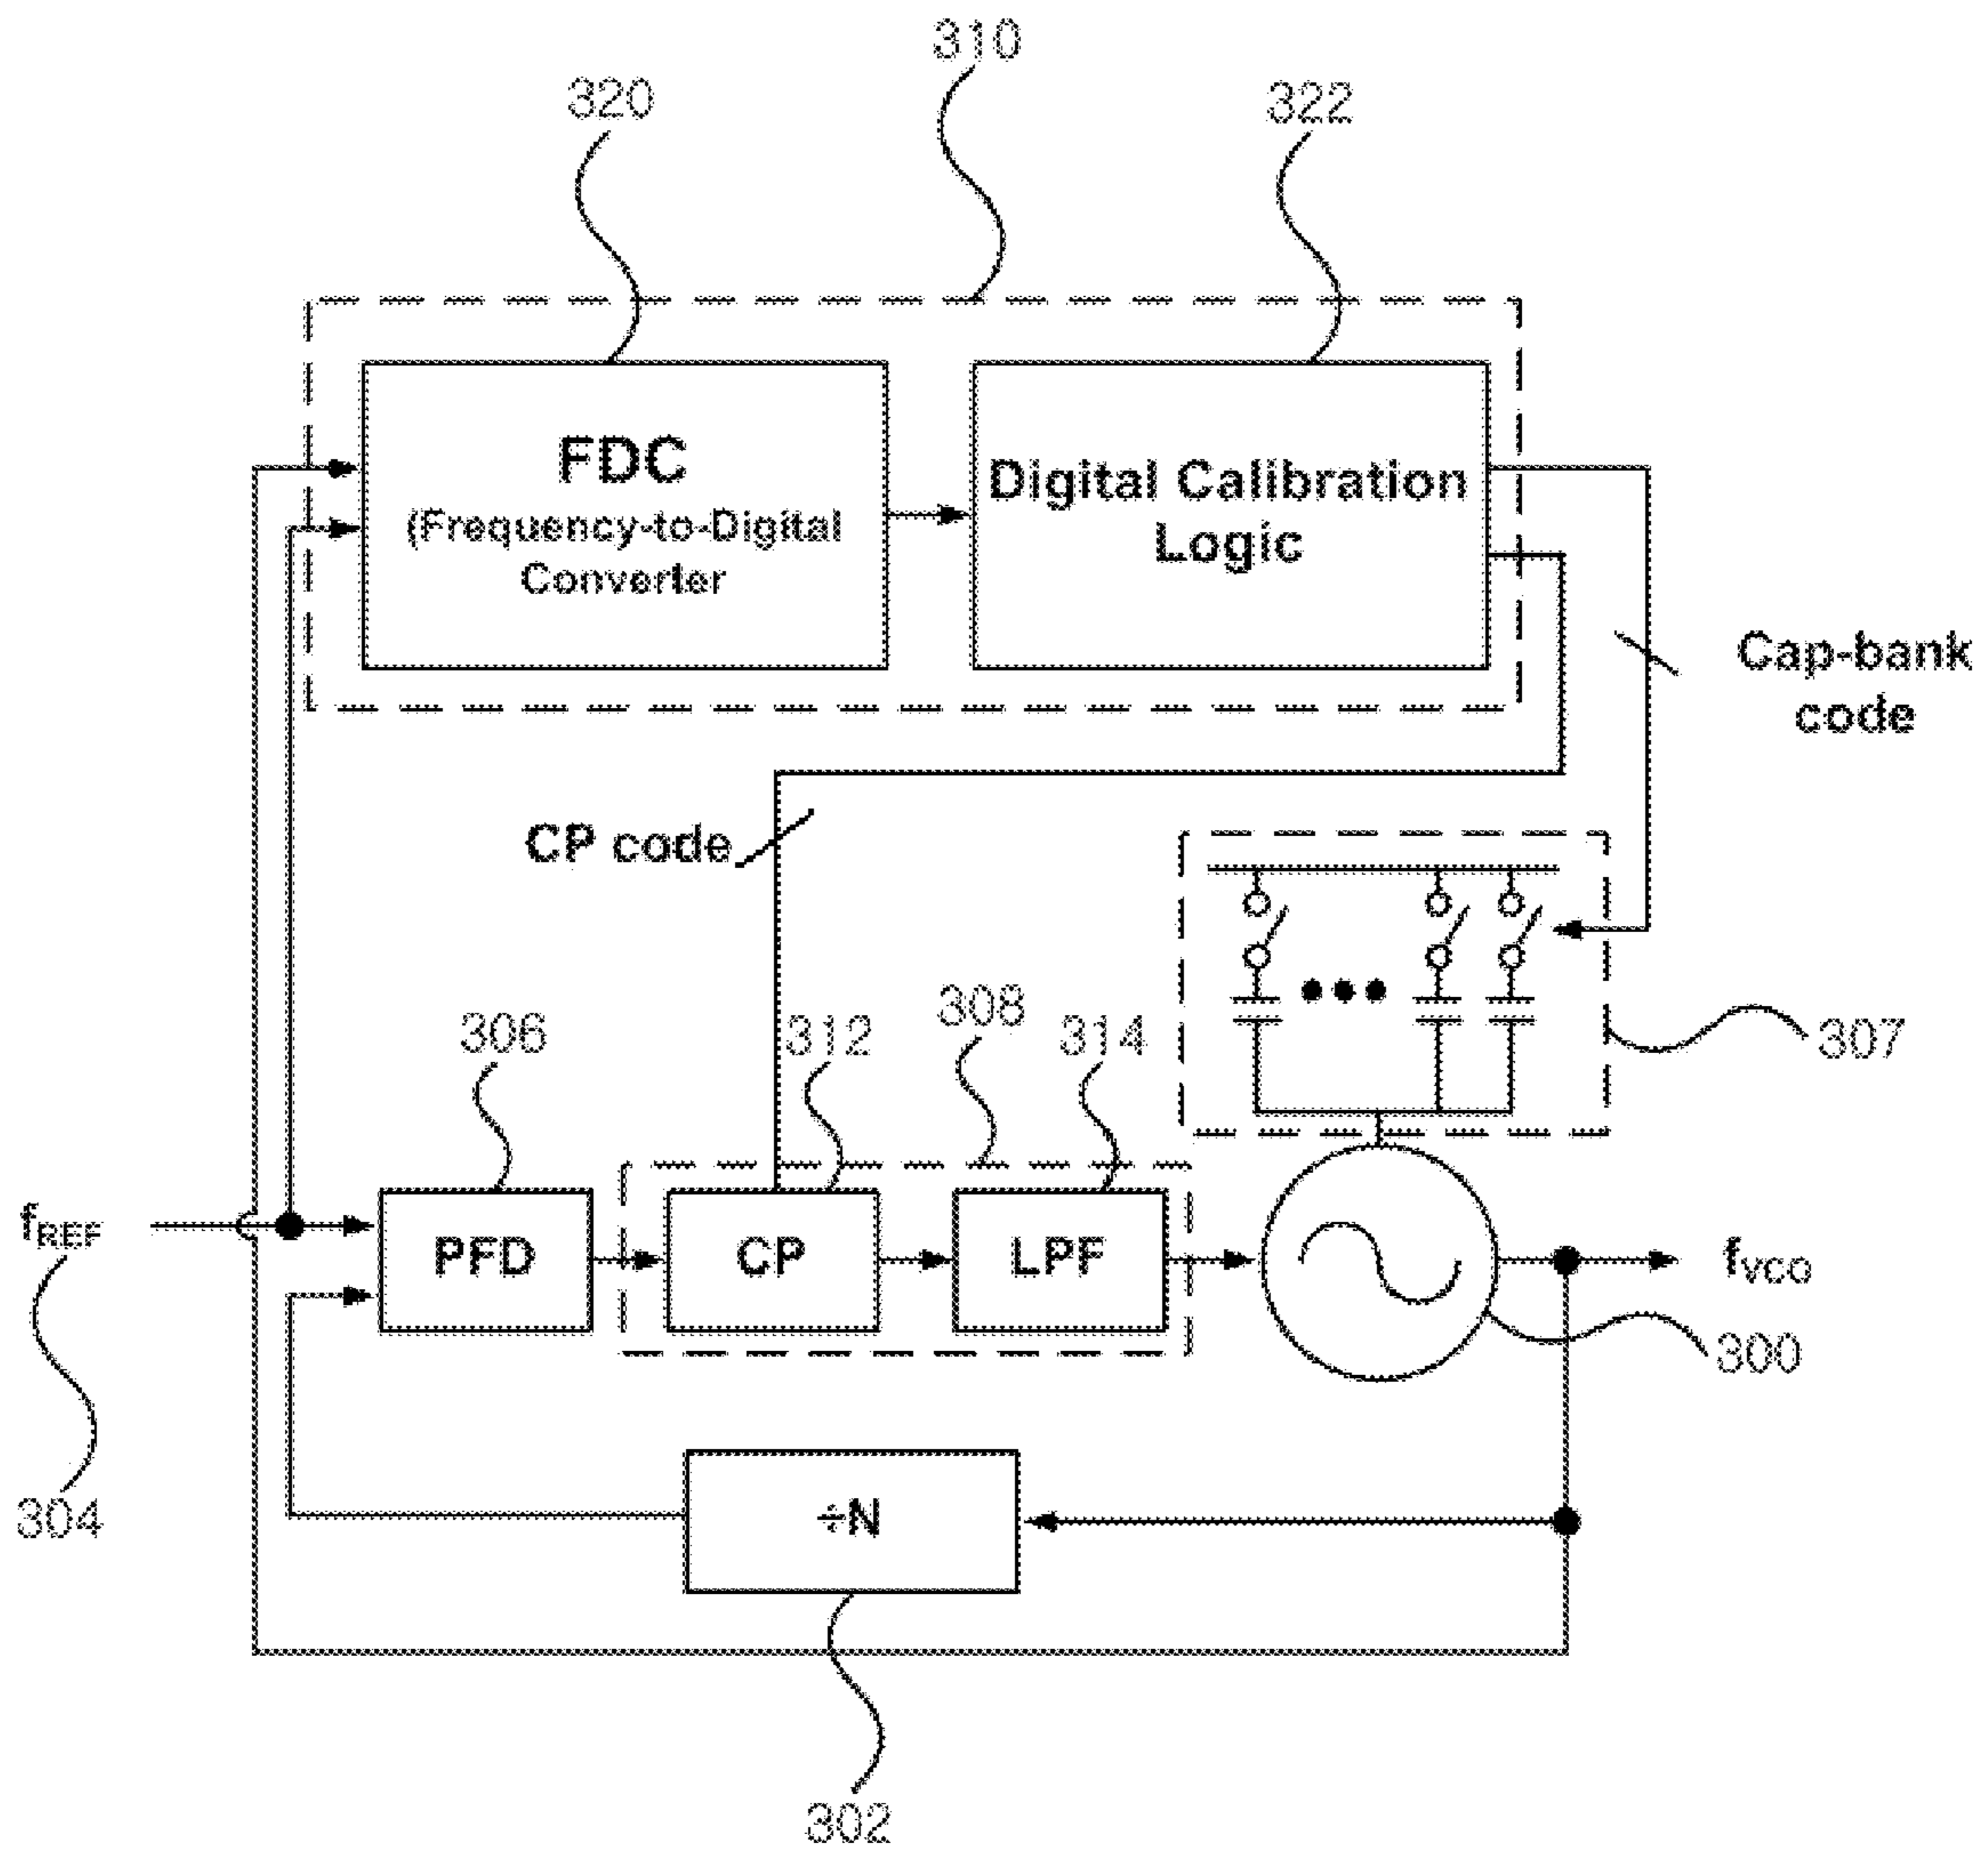 310
320
322
FDC
(Frequency-to-Digital
Converter
Digital Calibration
Logic
Cap-bank
code
CP code
306
312
308
314
307
fREF
PFD
CP
LPF
fVCO
300
304
÷N
302